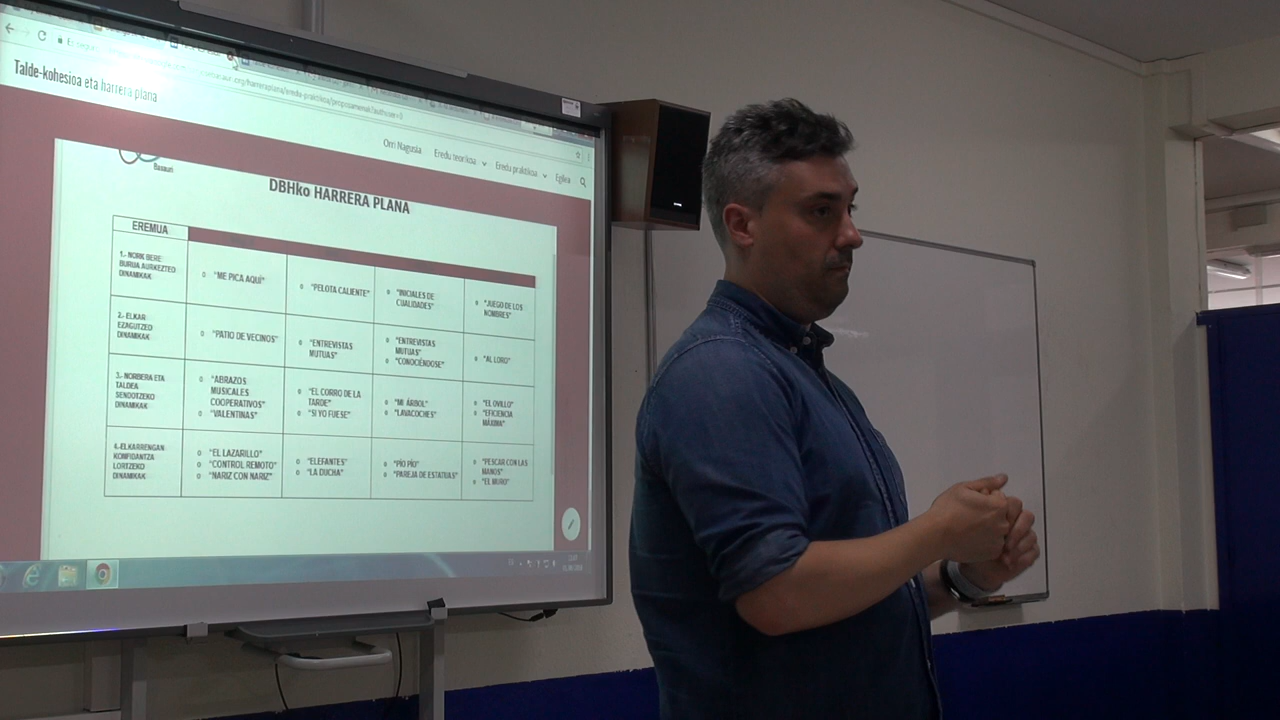 Talde-kohesioa eta harrera plana
Orri Nagusia Eredu teorikoa Eredu praktikoa Egilea
Basauri
DBHko HARRERA PLANA
EREMUA
1.- NORK BERE
BURUA AURKEZTEO
DINAMIKAK
"ME PICA AQUÍ"
"PELOTA CALIENTE"
"INICIALES DE
CUALIDADES"
"JUEGO DE LOS
NOMBRES"
2.- ELKAR
EZAGUTZEO
DINAMIKAK
"PATIO DE VECINOS"
"ENTREVISTAS
MUTUAS"
"ENTREVISTAS
MUTUAS"
"CONOCIÉNDOSE"
"AL LORO"
3.- NORBERA ETA
TALDEA
SENDOTZEKO
DINAMIKAK
"ABRAZOS
MUSICALES
COOPERATIVOS"
"VALENTINAS"
"EL CORRO DE LA
TARDE"
"SI YO FUESE"
"MI ÁRBOL"
"LAVACOCHES"
"EL OVILLO"
"EFICIENCIA
MÁXIMA"
4.-ELKARRENGAN
KONFIDANTZA
LORTZEKO
DINAMIKAK
"EL LAZARILLO"
"CONTROL REMOTO"
"NARIZ CON NARIZ"
"ELEFANTES"
"LA DUCHA"
"PÍO PÍO"
"PAREJA DE ESTATUAS"
"PESCAR CON LAS
MANOS"
"EL MURO"